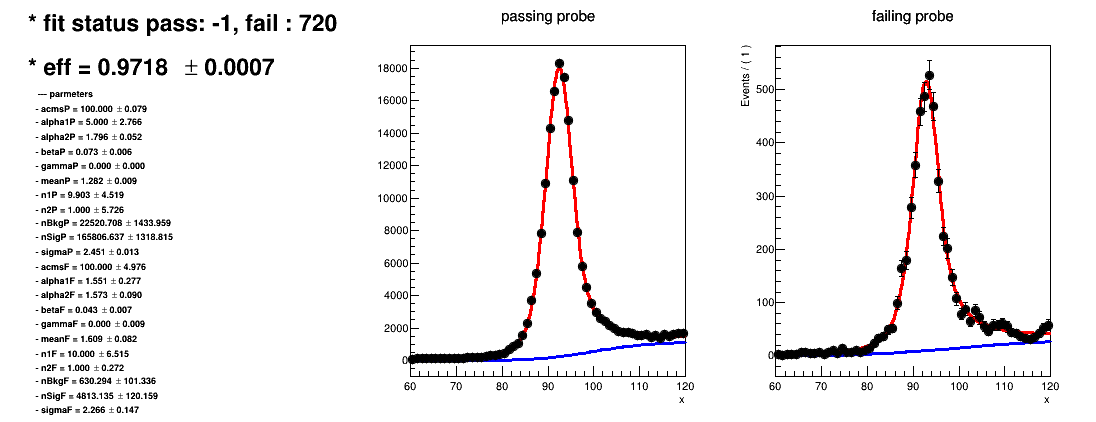 * fit status pass: -1, fail : 720
* eff = 0.9718 ± 0.0007
--- parmeters
- acmsP = 100.000 ± 0.079
- alpha1P = 5.000 ± 2.766
- alpha2P = 1.796 ± 0.052
- betaP = 0.073 ± 0.006
- gammaP = 0.000 ± 0.000
- meanP = 1.282 ± 0.009
- n1P = 9.903 ± 4.519
- n2P = 1.000 ± 5.726
- nBkgP = 22520.708 ± 1433.959
- nSigP = 165806.637 ± 1318.815
- sigmaP = 2.451 ± 0.013
- acmsF = 100.000 ± 4.976
- alpha1F = 1.551 ± 0.277
- alpha2F = 1.573 ± 0.090
- betaF = 0.043 ± 0.007
- gammaF = 0.000 ± 0.009
- meanF = 1.609 ± 0.082
- n1F = 10.000 ± 6.515
- n2F = 1.000 ± 0.272
- nBkgF = 630.294 ± 101.336
- nSigF = 4813.135 ± 120.159
- sigmaF = 2.266 ± 0.147
passing probe
18000
16000
14000
12000
10000
8000
6000
4000
2000
0
60 70 80 90 100 110 120
x
failing probe
Events / ( 1 )
500
400
300
200
100
0
60 70 80 90 100 110 120
x